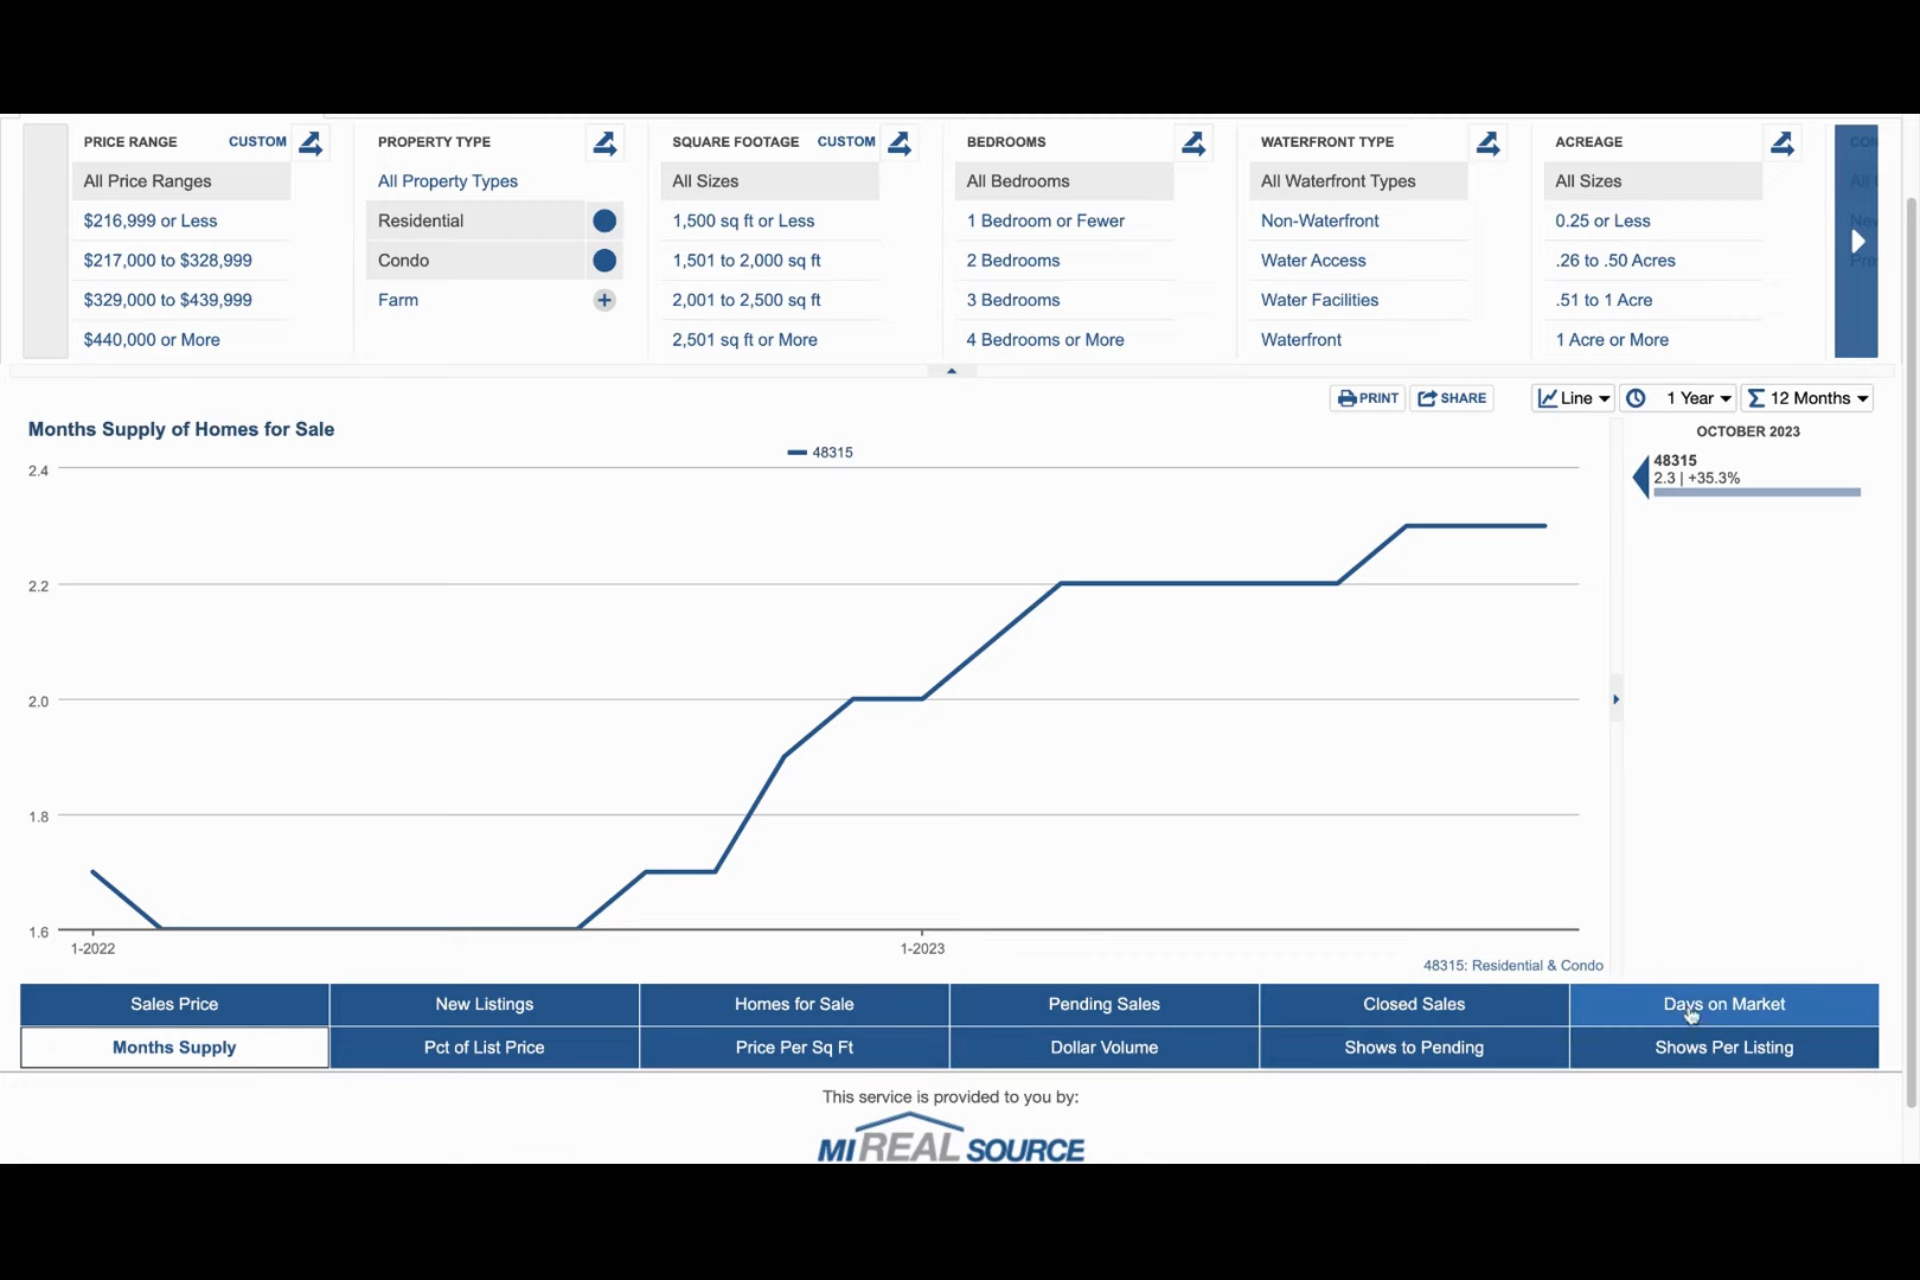 PRICE RANGE CUSTOM
All Price Ranges
$216,999 or Less
$217,000 to $328,999
$329,000 to $439,999
$440,000 or More
PROPERTY TYPE
All Property Types
Residential
Condo
Farm
SQUARE FOOTAGE CUSTOM
All Sizes
1,500 sq ft or Less
1,501 to 2,000 sq ft
2,001 to 2,500 sq ft
2,501 sq ft or More
BEDROOMS
All Bedrooms
1 Bedroom or Fewer
2 Bedrooms
3 Bedrooms
4 Bedrooms or More
WATERFRONT TYPE
All Waterfront Types
Non-Waterfront
Water Access
Water Facilities
Waterfront
ACREAGE
All Sizes
0.25 or Less
.26 to .50 Acres
.51 to 1 Acre
1 Acre or More
PRINT SHARE Line 1 Year 12 Months
Months Supply of Homes for Sale
48315
OCTOBER 2023
48315
2.3 | +35.3%
2.4
2.2
2.0
1.8
1.6
1-2022 1-2023
48315: Residential & Condo
Sales Price New Listings Homes for Sale Pending Sales Closed Sales Days on Market
Months Supply Pct of List Price Price Per Sq Ft Dollar Volume Shows to Pending Shows Per Listing
This service is provided to you by:
MI REAL SOURCE